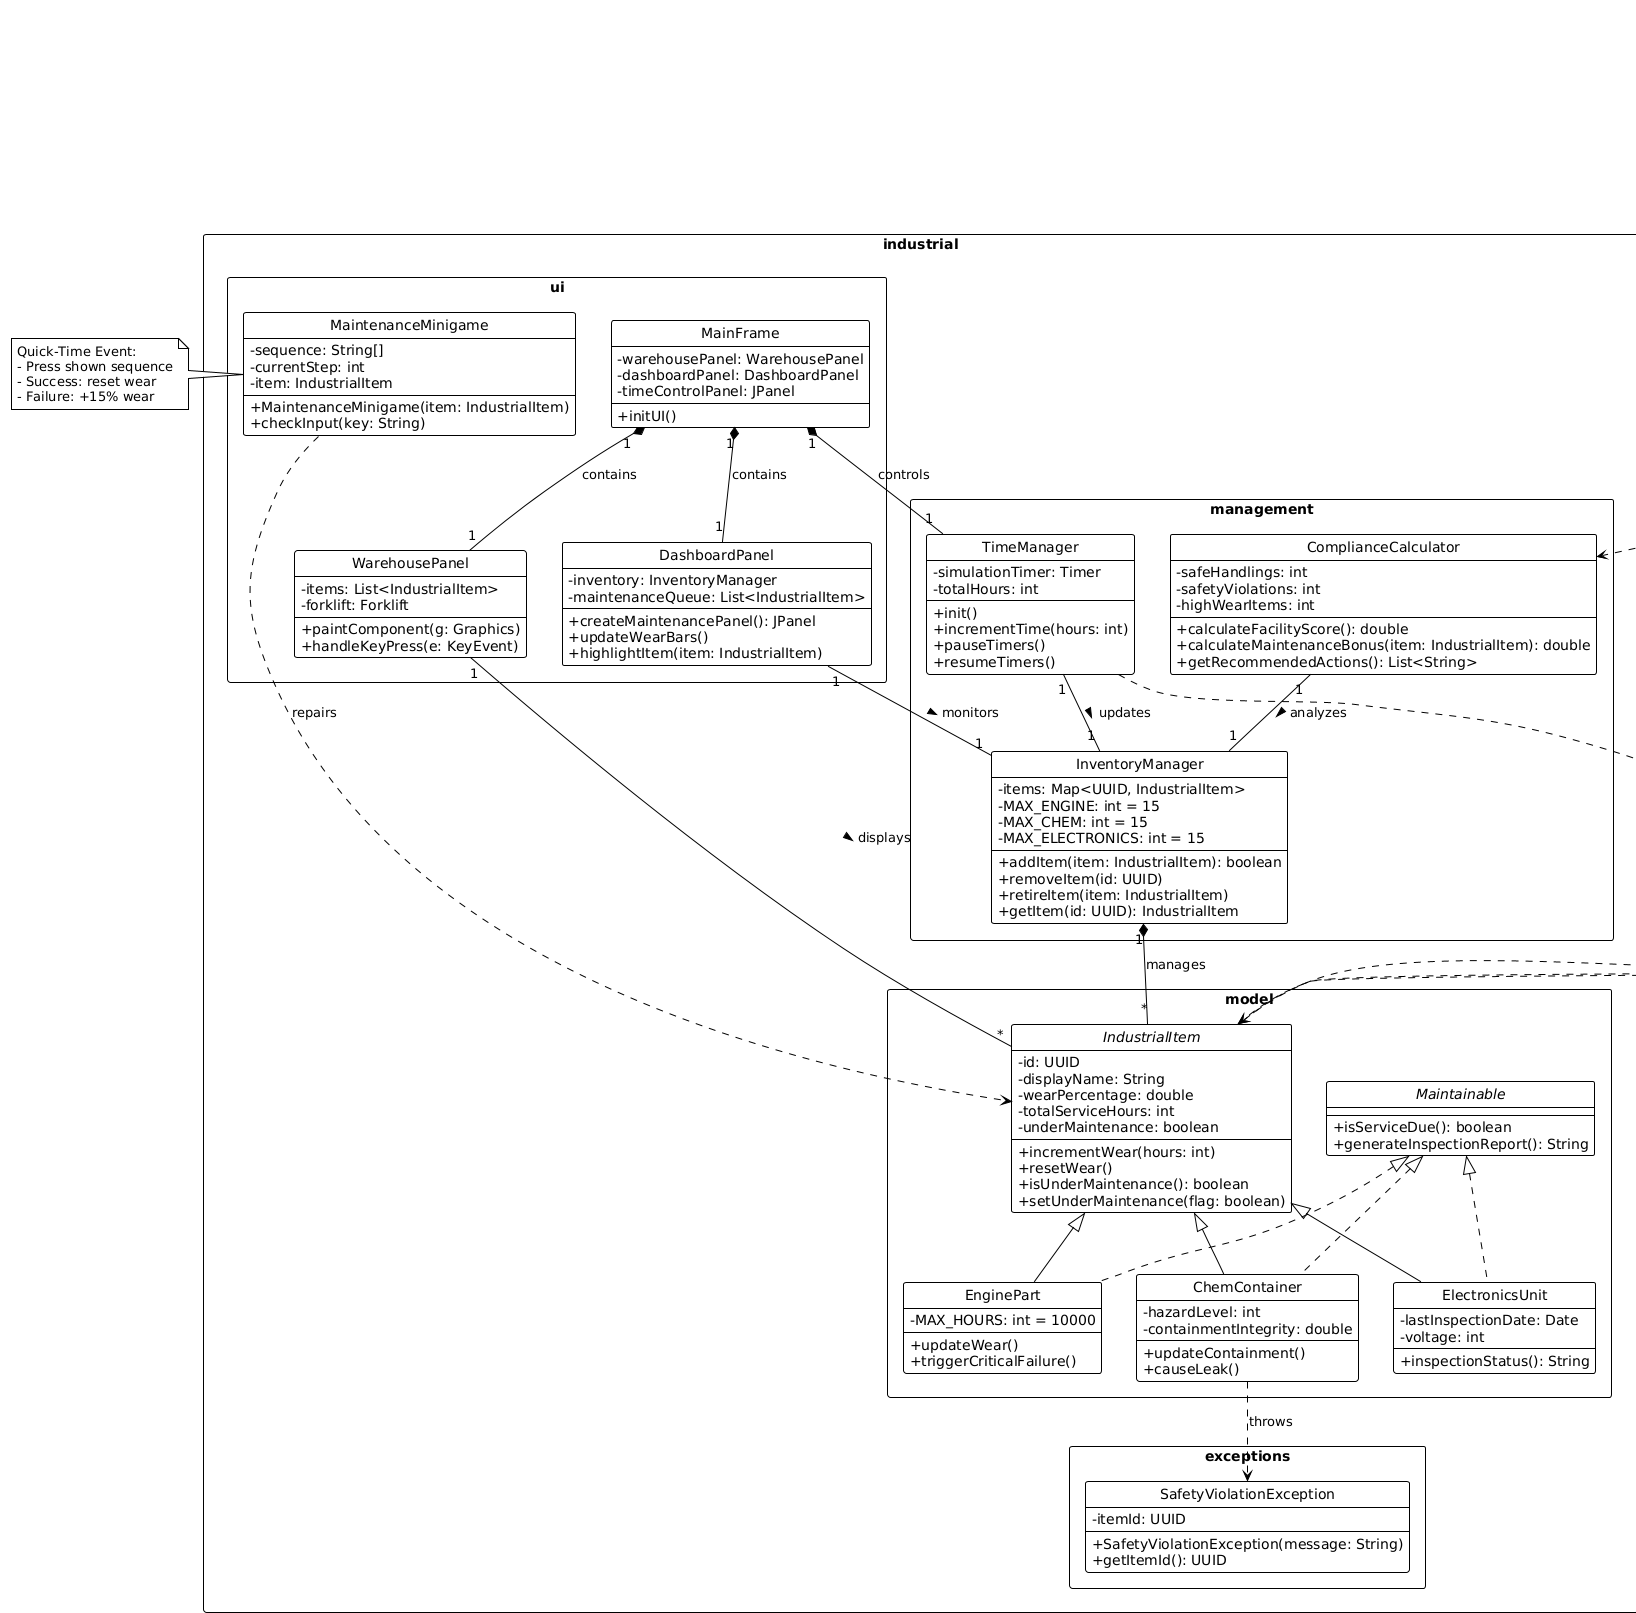 industrial
ui
MaintenanceMinigame
-sequence: String[]
-currentStep: int
-item: IndustrialItem
+MaintenanceMinigame(item: IndustrialItem)
+checkInput(key: String)
MainFrame
-warehousePanel: WarehousePanel
-dashboardPanel: DashboardPanel
-timeControlPanel: JPanel
+initUI()
Quick-Time Event:
- Press shown sequence
- Success: reset wear
- Failure: +15% wear
1
1
1
contains
contains
controls
1
1
1
WarehousePanel
-items: List<IndustrialItem>
-forklift: Forklift
+paintComponent(g: Graphics)
+handleKeyPress(e: KeyEvent)
DashboardPanel
-inventory: InventoryManager
-maintenanceQueue: List<IndustrialItem>
+createMaintenancePanel(): JPanel
+updateWearBars()
+highlightItem(item: IndustrialItem)
management
TimeManager
-simulationTimer: Timer
-totalHours: int
+init()
+incrementTime(hours: int)
+pauseTimers()
+resumeTimers()
ComplianceCalculator
-safeHandlings: int
-safetyViolations: int
-highWearItems: int
+calculateFacilityScore(): double
+calculateMaintenanceBonus(item: IndustrialItem): double
+getRecommendedActions(): List<String>
1
1
1
1
repairs
monitors
updates
analyzes
1
1
1
InventoryManager
-items: Map<UUID, IndustrialItem>
-MAX_ENGINE: int = 15
-MAX_CHEM: int = 15
-MAX_ELECTRONICS: int = 15
+addItem(item: IndustrialItem): boolean
+removeItem(id: UUID)
+retireItem(item: IndustrialItem)
+getItem(id: UUID): IndustrialItem
displays
1
manages
*
*
model
IndustrialItem
-id: UUID
-displayName: String
-wearPercentage: double
-totalServiceHours: int
-underMaintenance: boolean
+incrementWear(hours: int)
+resetWear()
+isUnderMaintenance(): boolean
+setUnderMaintenance(flag: boolean)
Maintainable
+isServiceDue(): boolean
+generateInspectionReport(): String
EnginePart
-MAX_HOURS: int = 10000
+updateWear()
+triggerCriticalFailure()
ChemContainer
-hazardLevel: int
-containmentIntegrity: double
+updateContainment()
+causeLeak()
ElectronicsUnit
-lastInspectionDate: Date
-voltage: int
+inspectionStatus(): String
throws
exceptions
SafetyViolationException
-itemId: UUID
+SafetyViolationException(message: String)
+getItemId(): UUID